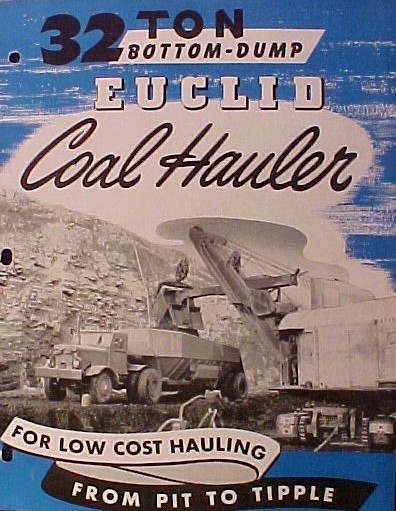 32 TON
BOTTOM-DUMP
EUCLID
Coal Hauler
FOR LOW COST HAULING
FROM PIT TO TIPPLE